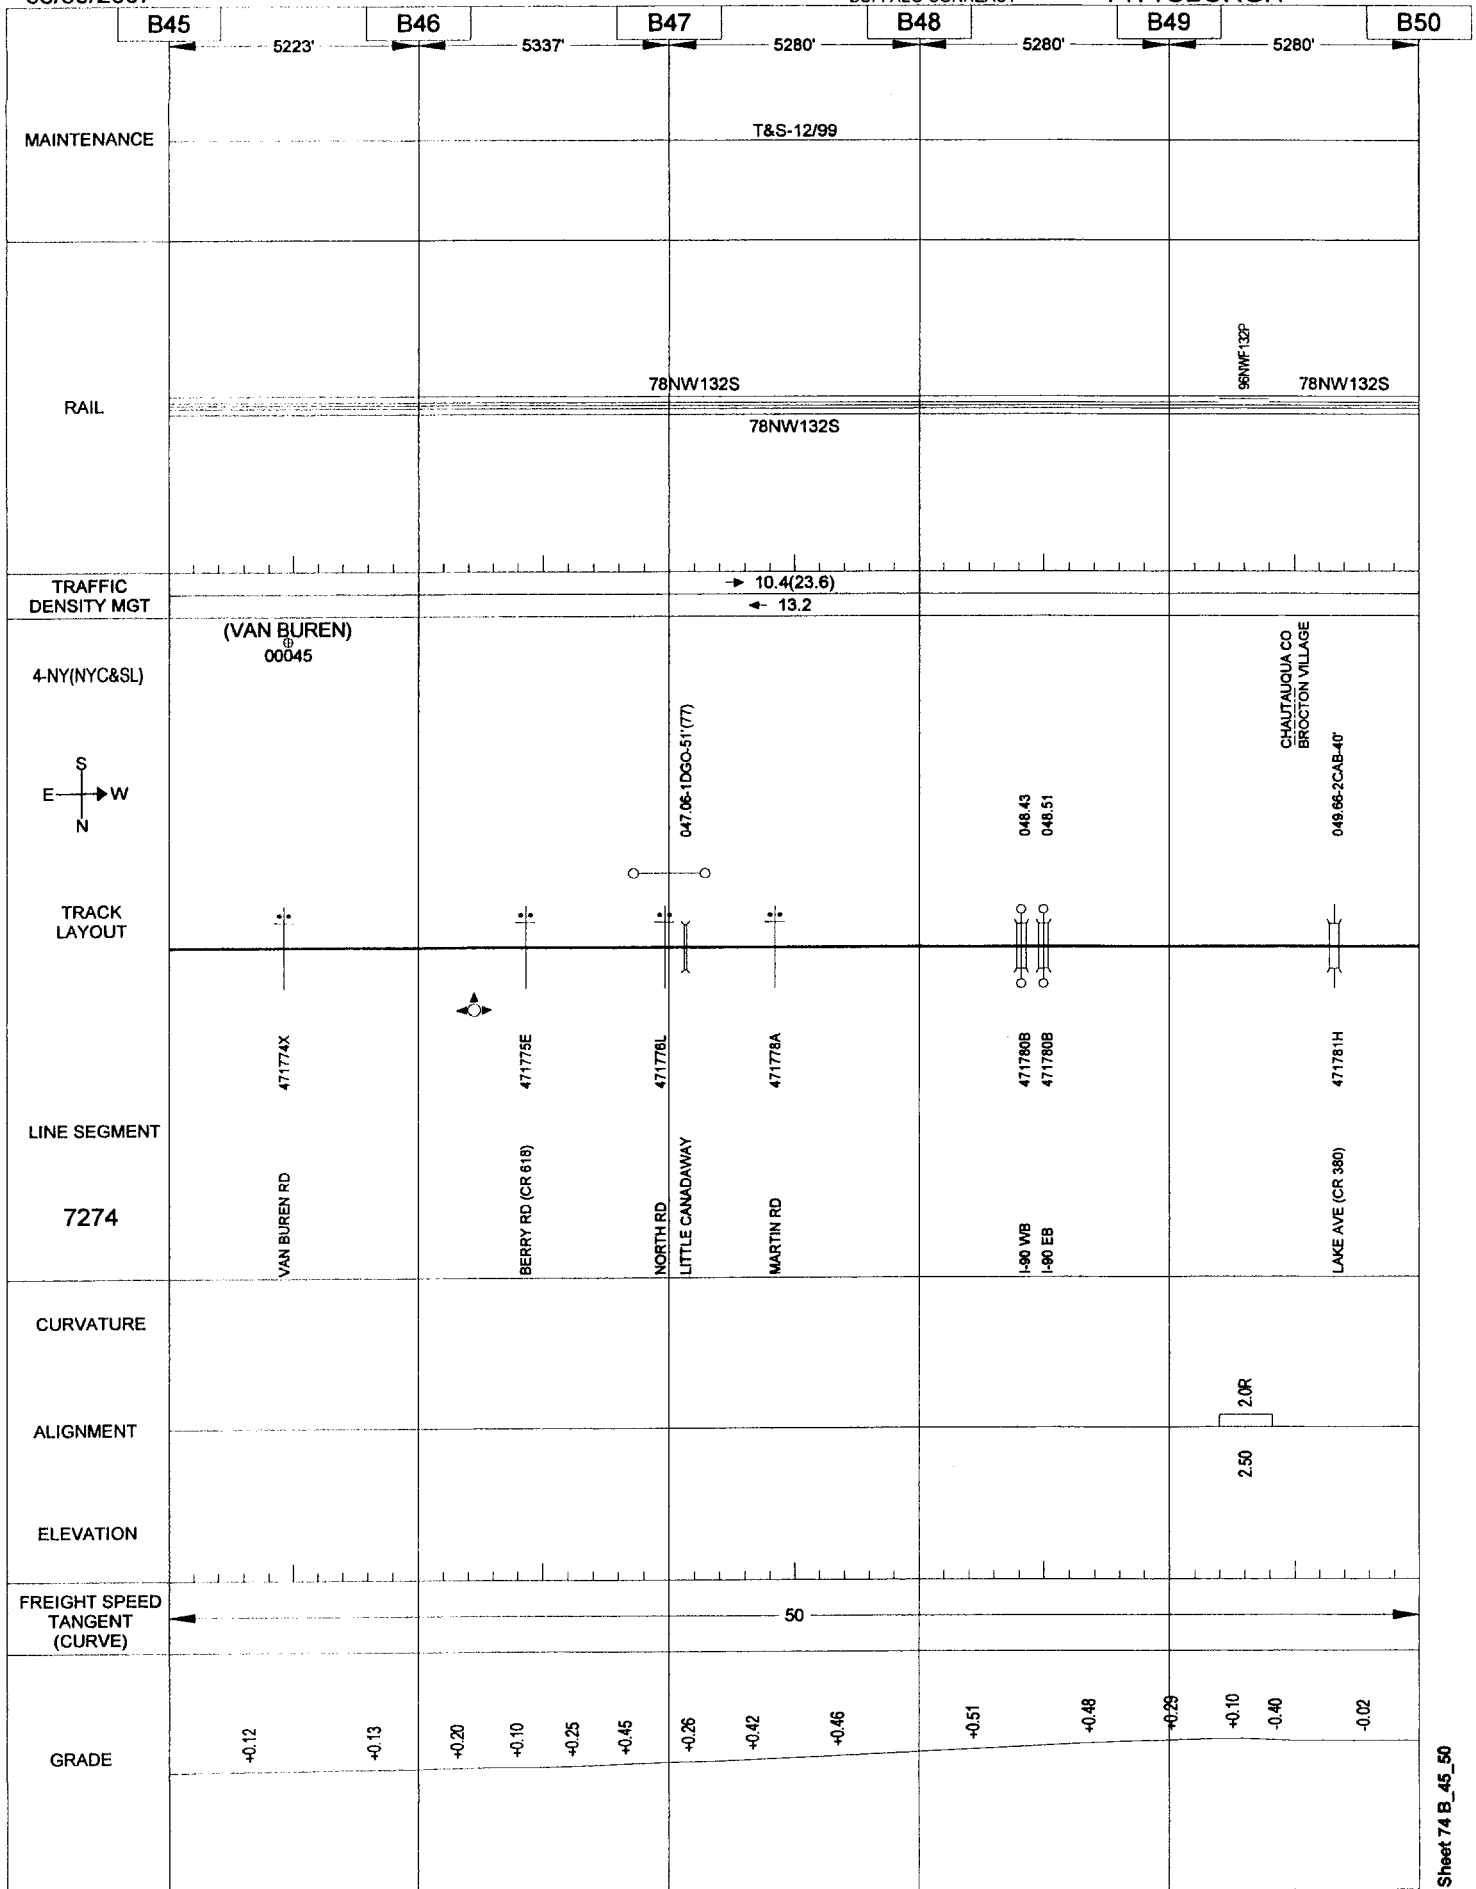 B45 B46 B47 B48 B49 B50
5223' 5337' 5280' 5280' 5280'
MAINTENANCE
T&S-12/99
RAIL
78NW132S
96NWF132P
78NW132S
78NW132S
TRAFFIC
DENSITY MGT
10.4(23.6)
13.2
4-NY(NYC&SL)
(VAN BUREN)
00045
S
E W
N
047.06-1DGO-51'(77)
048.43
048.51
CHAUTAUQUA CO
BROCTON VILLAGE
049.66-2CAB-40'
TRACK
LAYOUT
471774X
471775E
471776L
471778A
471780B
471780B
471781H
LINE SEGMENT
7274
VAN BUREN RD
BERRY RD (CR 618)
NORTH RD
LITTLE CANADAWAY
MARTIN RD
I-90 WB
I-90 EB
LAKE AVE (CR 380)
CURVATURE
ALIGNMENT
2.0R
2.50
ELEVATION
FREIGHT SPEED
TANGENT
(CURVE)
50
GRADE
+0.12
+0.13
+0.20
+0.10
+0.25
+0.45
+0.26
+0.42
+0.46
+0.51
+0.48
+0.29
+0.10
-0.40
-0.02
Sheet 74 B_45_50